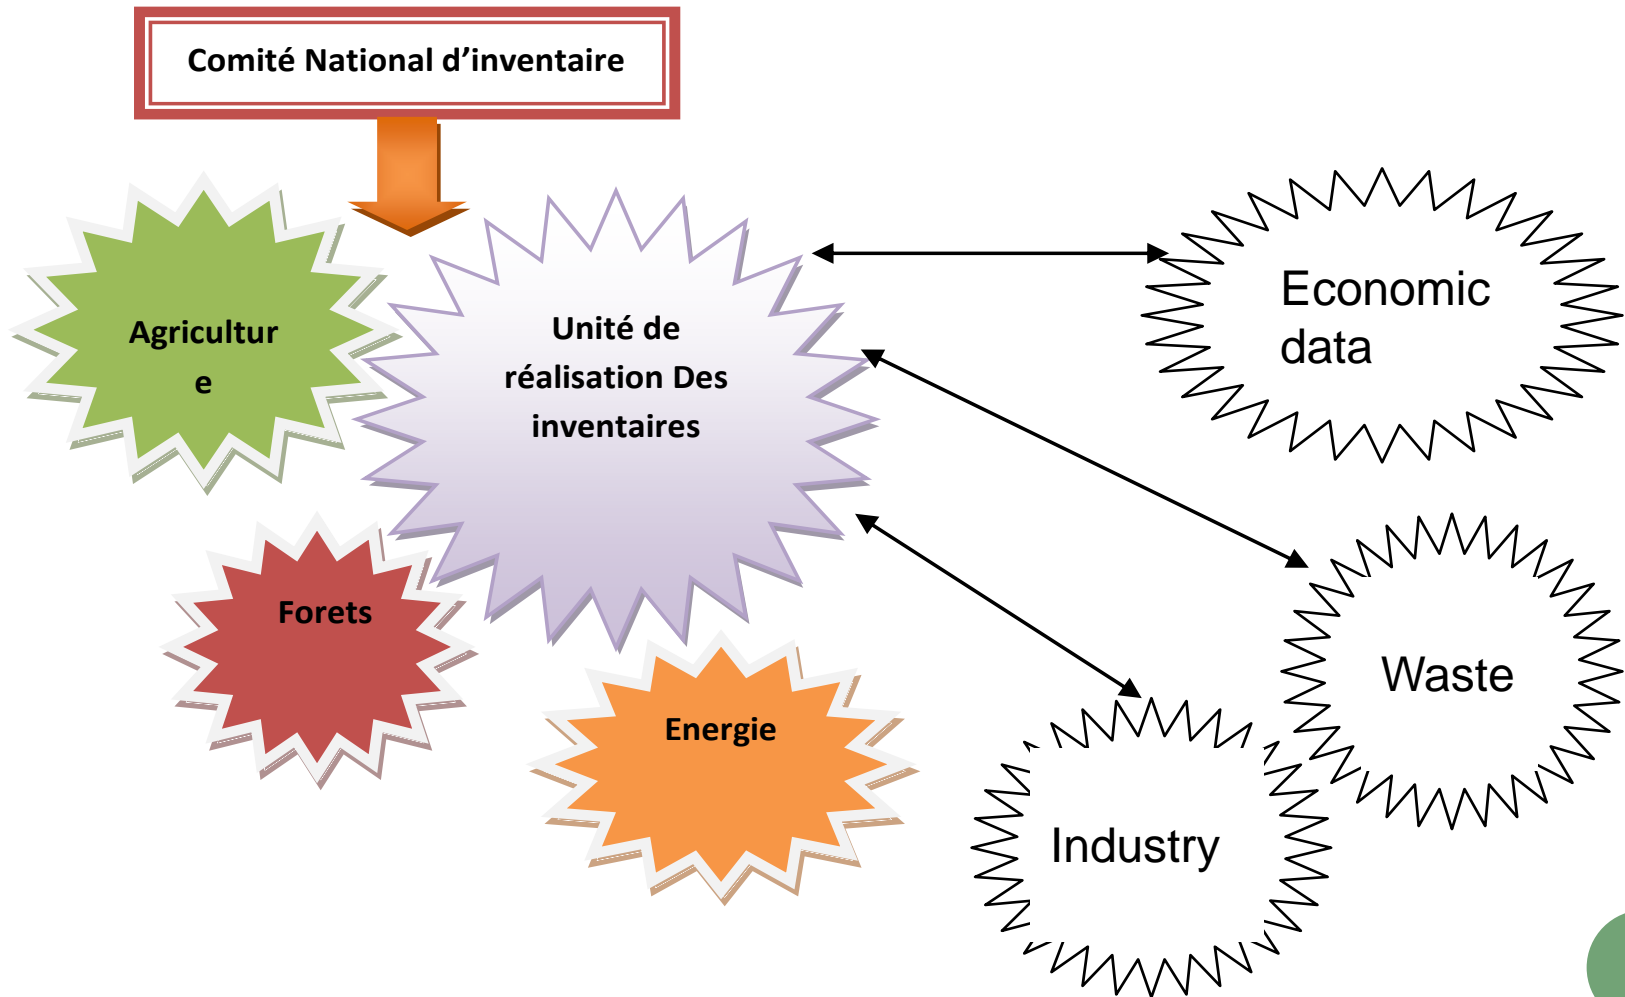 Comité National d’inventaire
Agricultur
e
Unité de
réalisation Des
inventaires
Economic
data
Forets
Energie
Waste
Industry